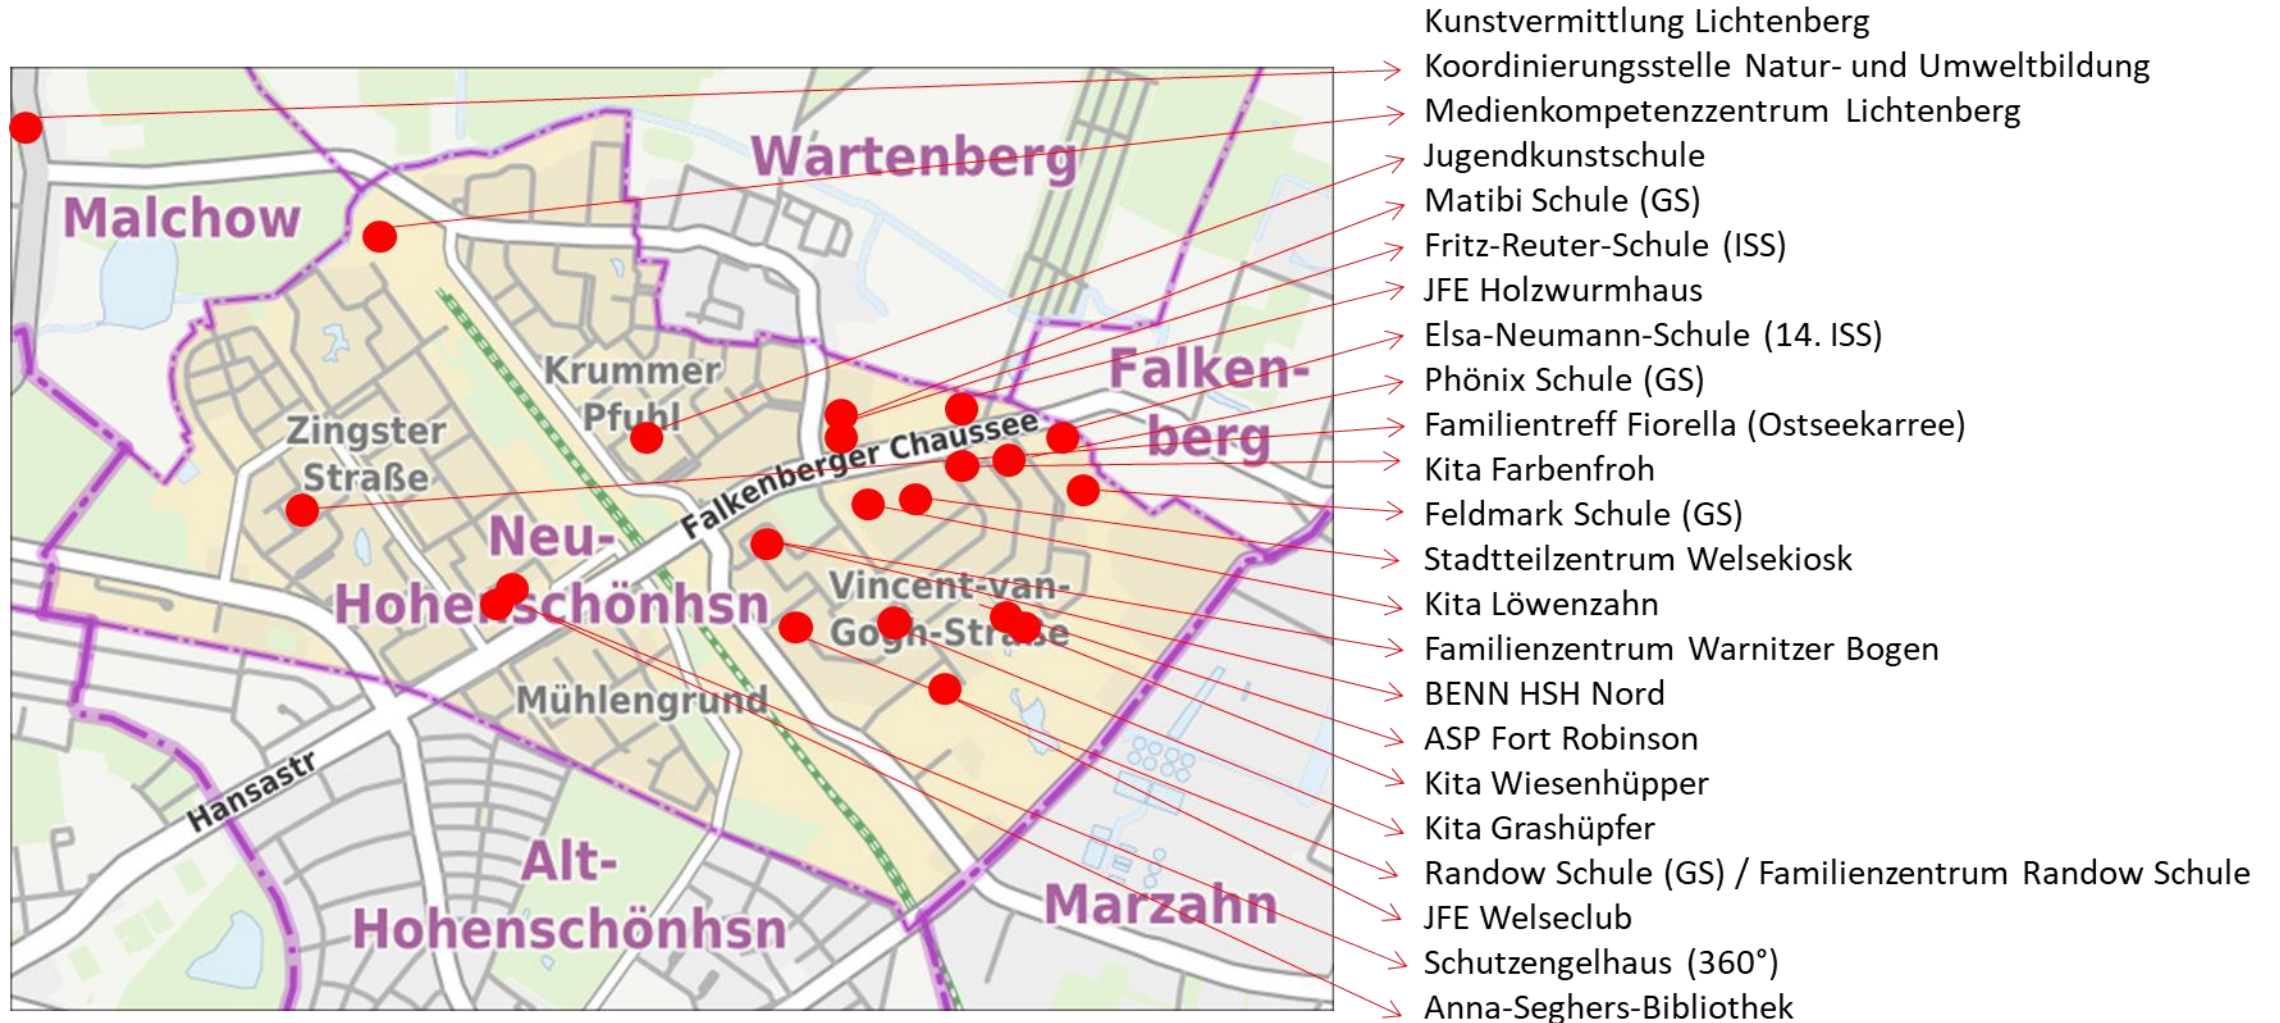 Kunstvermittlung Lichtenberg
Koordinierungsstelle Natur- und Umweltbildung
Medienkompetenzzentrum Lichtenberg
Jugendkunstschule
Matibi Schule (GS)
Fritz-Reuter-Schule (ISS)
JFE Holzwurmhaus
Elsa-Neumann-Schule (14. ISS)
Phönix Schule (GS)
Familientreff Fiorella (Ostseekarree)
Kita Farbenfroh
Feldmark Schule (GS)
Stadtteilzentrum Welsekiosk
Kita Löwenzahn
Familienzentrum Warnitzer Bogen
BENN HSH Nord
ASP Fort Robinson
Kita Wiesenhüpper
Kita Grashüpfer
Randow Schule (GS) / Familienzentrum Randow Schule
JFE Welseclub
Schutzengelhaus (360°)
Anna-Seghers-Bibliothek
Wartenberg
Malchow
Krummer
Pfuhl
Falken-
berg
Zingster
Straße
Falkenberger Chaussee
Neu-
Hohenschönhsn
Vincent-van-
Gogh-Straße
Mühlengrund
Hansastr
Alt-
Hohenschönhsn
Marzahn